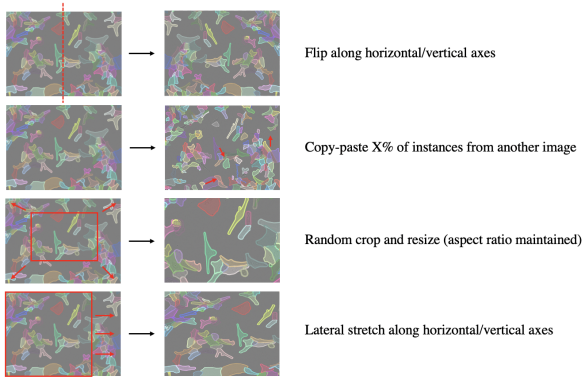 Flip along horizontal/vertical axes
Copy-paste X% of instances from another image
Random crop and resize (aspect ratio maintained)
Lateral stretch along horizontal/vertical axes